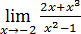 lim x→−2 2x+x³ / x²−1